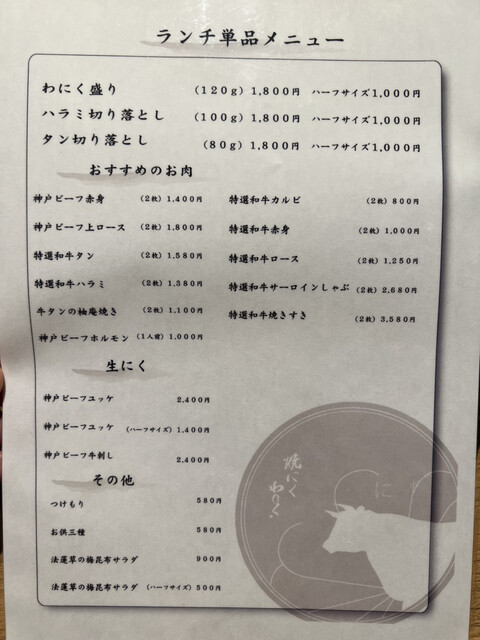 ランチ単品メニュー
わにく盛り (120g) 1,800円 ハーフサイズ1,000円
ハラミ切り落とし (100g) 1,800円 ハーフサイズ1,000円
タン切り落とし (80g) 1,800円 ハーフサイズ1,000円
おすすめのお肉
神戸ビーフ赤身 (2枚) 1,400円
神戸ビーフ上ロース (2枚) 1,800円
特選和牛タン (2枚) 1,580円
特選和牛ハラミ (2枚) 1,380円
牛タンの柚庵焼き (2枚) 1,100円
神戸ビーフホルモン (1人前) 1,000円
特選和牛カルビ (2枚) 800円
特選和牛赤身 (2枚) 1,000円
特選和牛ロース (2枚) 1,250円
特選和牛サーロインしゃぶ (2枚) 2,680円
特選和牛焼きすき (2枚) 3,580円
生にく
神戸ビーフユッケ 2,400円
神戸ビーフユッケ (ハーフサイズ) 1,400円
神戸ビーフ牛刺し 2,400円
その他
つけもり 580円
お供三種 580円
法蓮草の梅昆布サラダ 900円
法蓮草の梅昆布サラダ (ハーフサイズ) 500円
焼にく
わにく
に